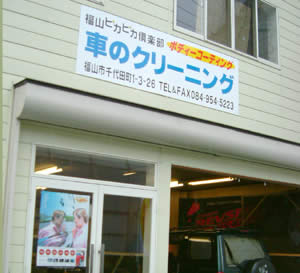 福山ピカピカ倶楽部 ボディーコーティング
車のクリーニング
福山市千代田町1-3-26 TEL&FAX084-954-5223